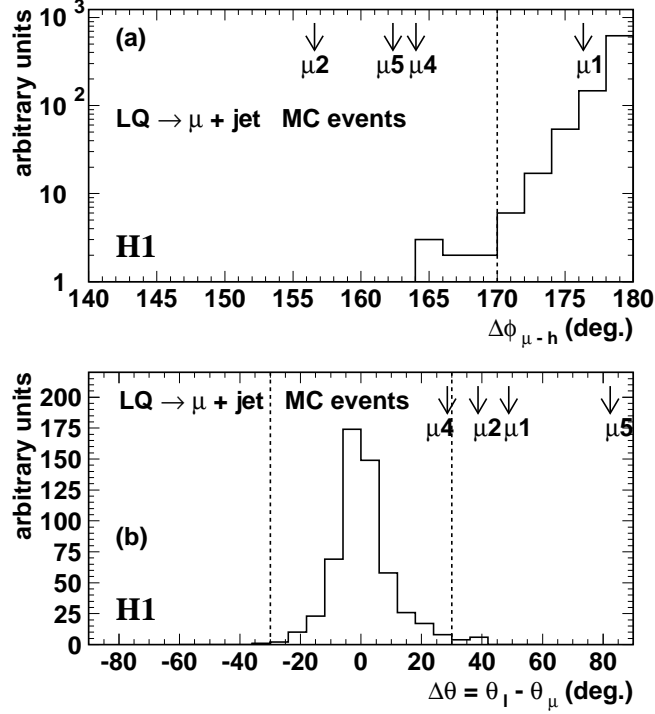 arbitrary units
10³
10²
10
1
(a)
μ2 μ5 μ4 μ1
LQ → μ + jet MC events
H1
140 145 150 155 160 165 170 175 180
Δϕ μ - h (deg.)
arbitrary units
200
175
150
125
100
75
50
25
0
LQ → μ + jet MC events
μ4 μ2 μ1 μ5
(b)
H1
-80 -60 -40 -20 0 20 40 60 80
Δθ = θ l - θ μ (deg.)